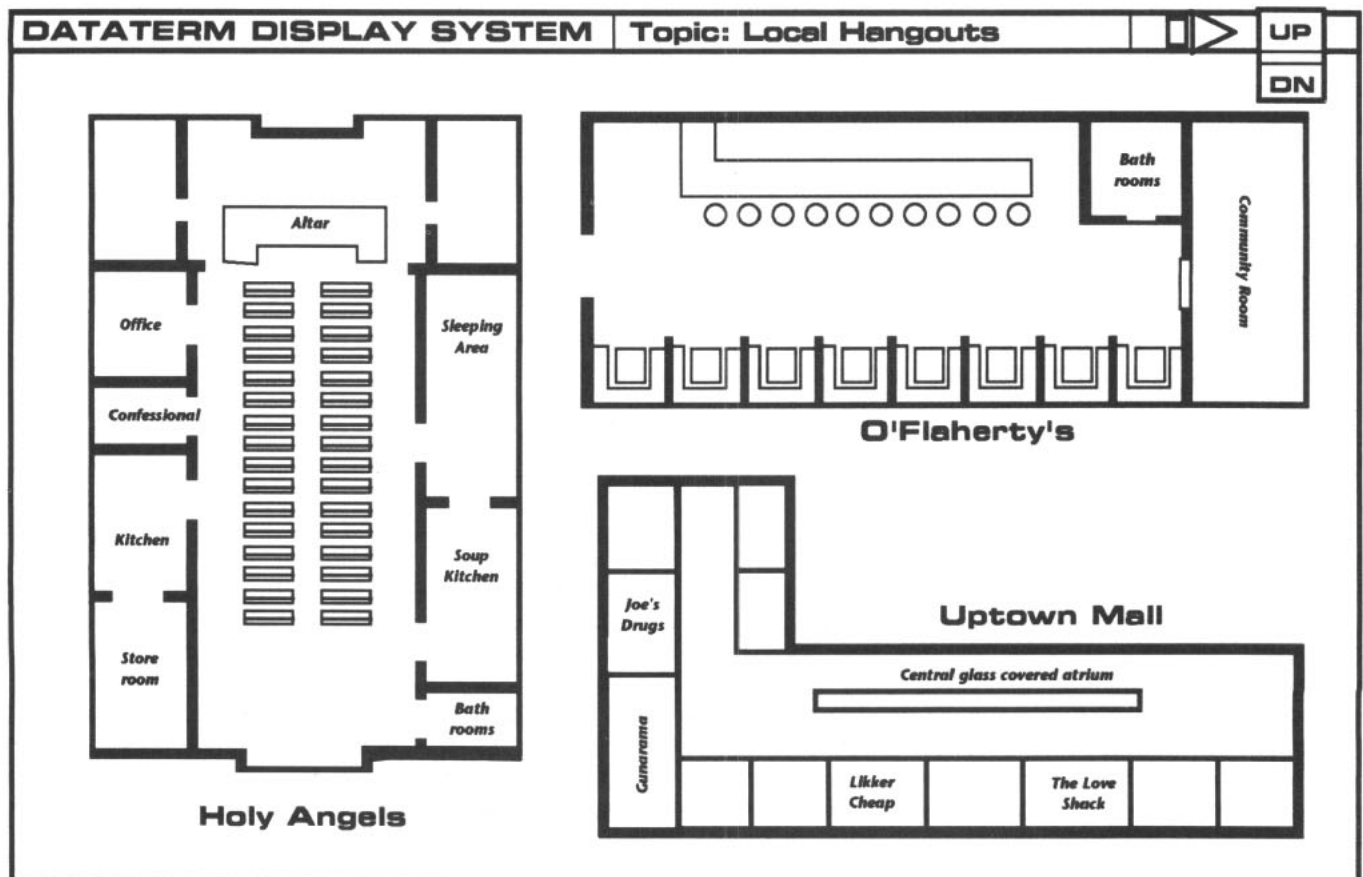 DATATERM DISPLAY SYSTEM
Topic: Local Hangouts
UP
DN
Altar
Office
Sleeping
Area
Confessional
Kitchen
Soup
Kitchen
Store
room
Bath
rooms
Holy Angels
Bath
rooms
Community Room
O'Flaherty's
Uptown Mall
Joe's
Drugs
Central glass covered atrium
Gunarama
Likker
Cheap
The Love
Shack